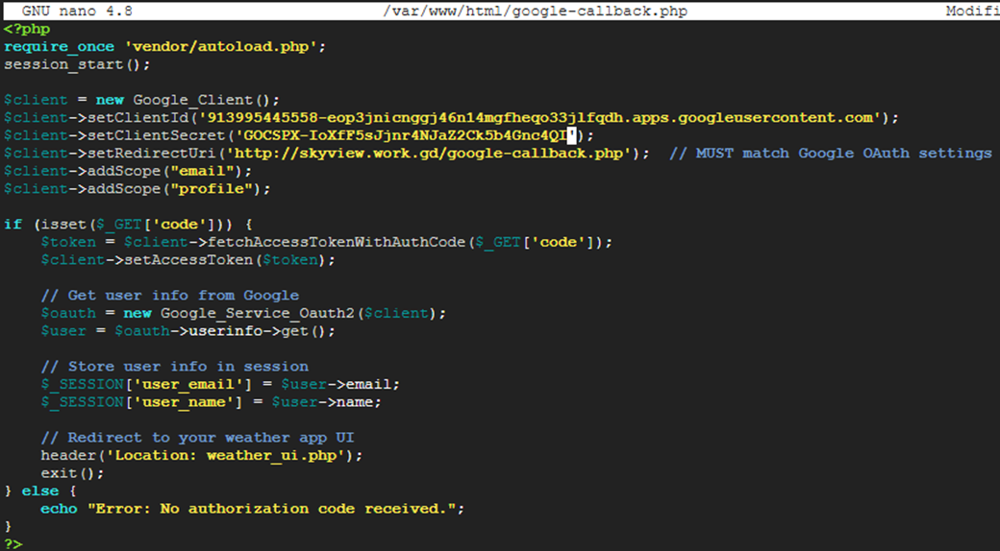 GNU nano 4.8 /var/www/html/google-callback.php Modifi
<?php
require_once 'vendor/autoload.php';
session_start();
$client = new Google_Client();
$client->setClientId('913995445558-eop3jnicnggj46n14mgfheqo33jlfqdh.apps.googleusercontent.com');
$client->setClientSecret('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');
$client->setRedirectUri('http://skyview.work.gd/google-callback.php');  // MUST match Google OAuth settings
$client->addScope("email");
$client->addScope("profile");
if (isset($_GET['code'])) {
    $token = $client->fetchAccessTokenWithAuthCode($_GET['code']);
    $client->setAccessToken($token);
    // Get user info from Google
    $oauth = new Google_Service_Oauth2($client);
    $user = $oauth->userinfo->get();
    // Store user info in session
    $_SESSION['user_email'] = $user->email;
    $_SESSION['user_name'] = $user->name;
    // Redirect to your weather app UI
    header('Location: weather_ui.php');
    exit();
} else {
    echo "Error: No authorization code received.";
}
?>